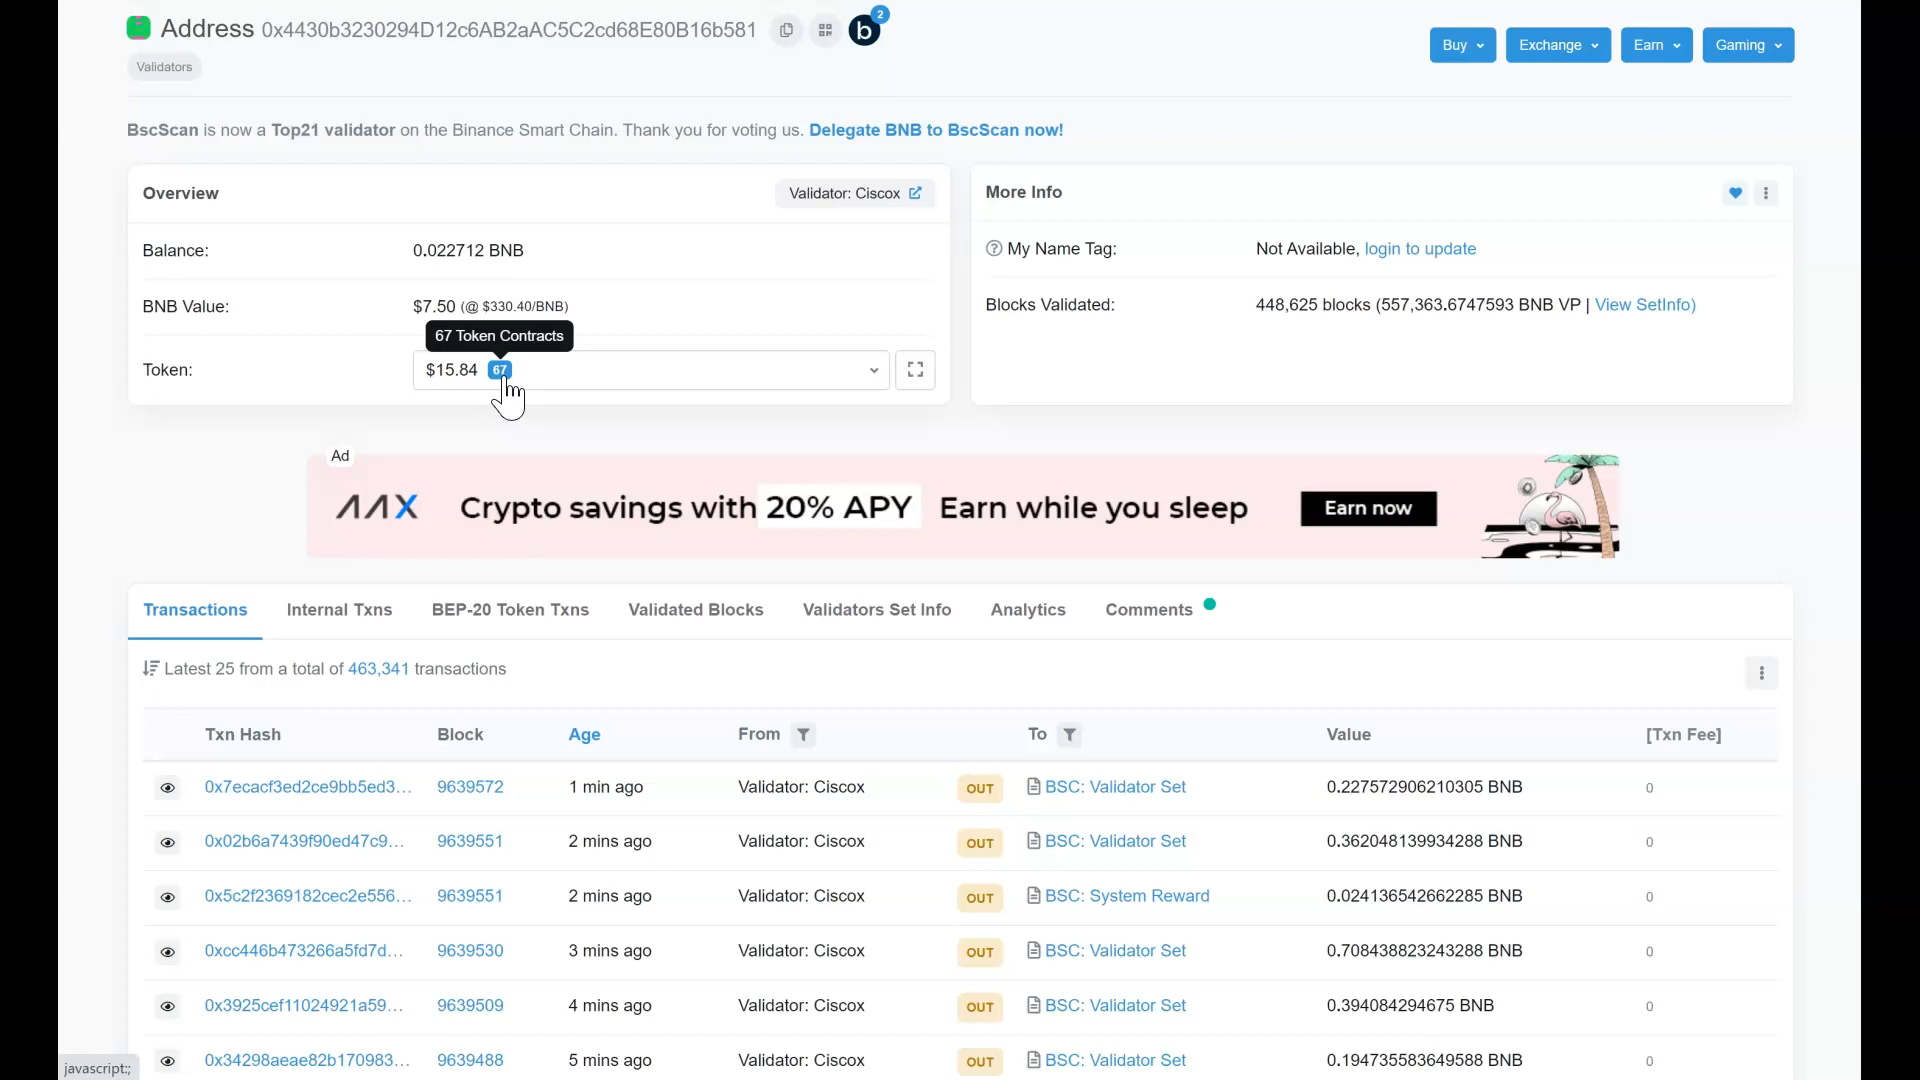 Address 0x4430b3230294D12c6AB2aAC5C2cd68E80B16b581 b 2
Buy Exchange Earn Gaming
Validators
BscScan is now a Top21 validator on the Binance Smart Chain. Thank you for voting us. Delegate BNB to BscScan now!
Overview Validator: Ciscox
Balance: 0.022712 BNB
BNB Value: $7.50 (@ $330.40/BNB)
67 Token Contracts
Token: $15.84 67
More Info
My Name Tag: Not Available, login to update
Blocks Validated: 448,625 blocks (557,363.6747593 BNB VP | View SetInfo)
Ad
AAX Crypto savings with 20% APY Earn while you sleep Earn now
Transactions Internal Txns BEP-20 Token Txns Validated Blocks Validators Set Info Analytics Comments
Latest 25 from a total of 463,341 transactions
Txn Hash Block Age From To Value [Txn Fee]
0x7ecacf3ed2ce9bb5ed3... 9639572 1 min ago Validator: Ciscox OUT BSC: Validator Set 0.227572906210305 BNB 0
0x02b6a7439f90ed47c9... 9639551 2 mins ago Validator: Ciscox OUT BSC: Validator Set 0.362048139934288 BNB 0
0x5c2f2369182cec2e556... 9639551 2 mins ago Validator: Ciscox OUT BSC: System Reward 0.024136542662285 BNB 0
0xcc446b473266a5fd7d... 9639530 3 mins ago Validator: Ciscox OUT BSC: Validator Set 0.708438823243288 BNB 0
0x3925cef11024921a59... 9639509 4 mins ago Validator: Ciscox OUT BSC: Validator Set 0.394084294675 BNB 0
0x34298aeae82b170983... 9639488 5 mins ago Validator: Ciscox OUT BSC: Validator Set 0.194735583649588 BNB 0
javascript:;